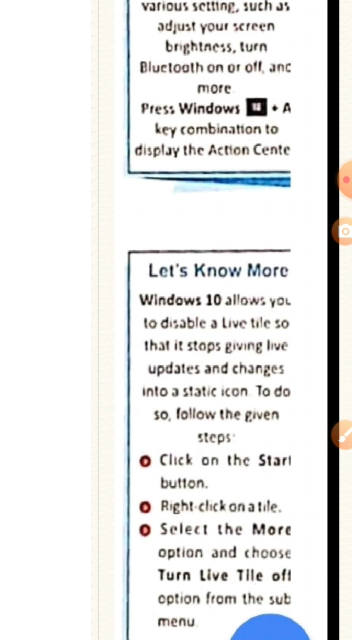 various setting, such as
adjust your screen
brightness, turn
Bluetooth on or off, and
more.
Press Windows + A
key combination to
display the Action Cente
Let's Know More
Windows 10 allows you
to disable a Live tile so
that it stops giving live
updates and changes
into a static icon. To do
so, follow the given
steps:
Click on the Start
button.
Right-click on a tile.
Select the More
option and choose
Turn Live Tile off
option from the sub
menu.